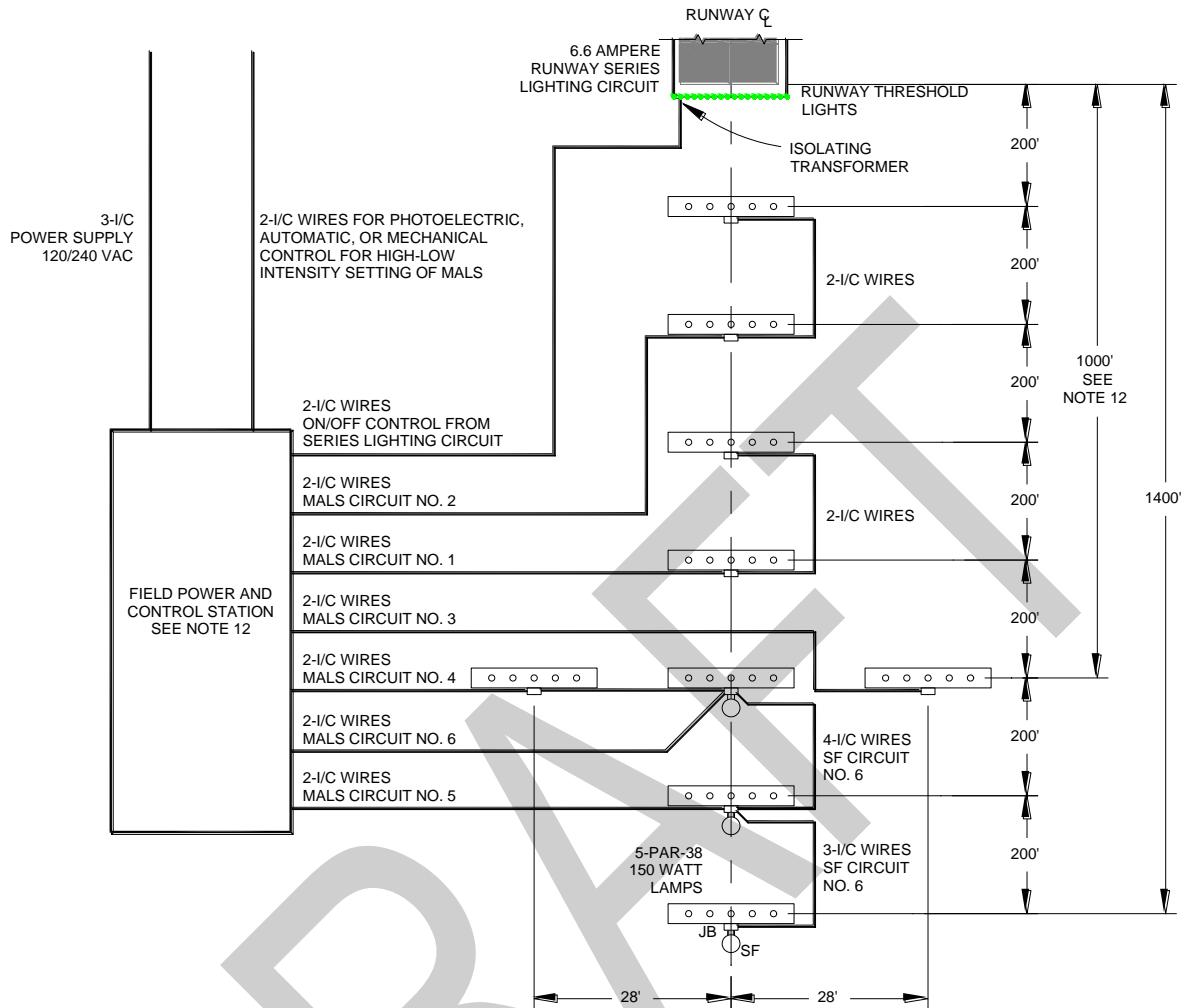 RUNWAY ℄
6.6 AMPERE
RUNWAY SERIES
LIGHTING CIRCUIT
RUNWAY THRESHOLD
LIGHTS
ISOLATING
TRANSFORMER
200'
3-I/C
POWER SUPPLY
120/240 VAC
2-I/C WIRES FOR PHOTOELECTRIC,
AUTOMATIC, OR MECHANICAL
CONTROL FOR HIGH-LOW
INTENSITY SETTING OF MALS
200'
2-I/C WIRES
200'
1000'
SEE
NOTE 12
2-I/C WIRES
ON/OFF CONTROL FROM
SERIES LIGHTING CIRCUIT
2-I/C WIRES
MALS CIRCUIT NO. 2
200'
1400'
2-I/C WIRES
2-I/C WIRES
MALS CIRCUIT NO. 1
FIELD POWER AND
CONTROL STATION
SEE NOTE 12
2-I/C WIRES
MALS CIRCUIT NO. 3
200'
2-I/C WIRES
MALS CIRCUIT NO. 4
2-I/C WIRES
MALS CIRCUIT NO. 6
4-I/C WIRES
SF CIRCUIT
NO. 6
200'
2-I/C WIRES
MALS CIRCUIT NO. 5
5-PAR-38
150 WATT
LAMPS
3-I/C WIRES
SF CIRCUIT
NO. 6
200'
JB
SF
28'
28'
DRAFT